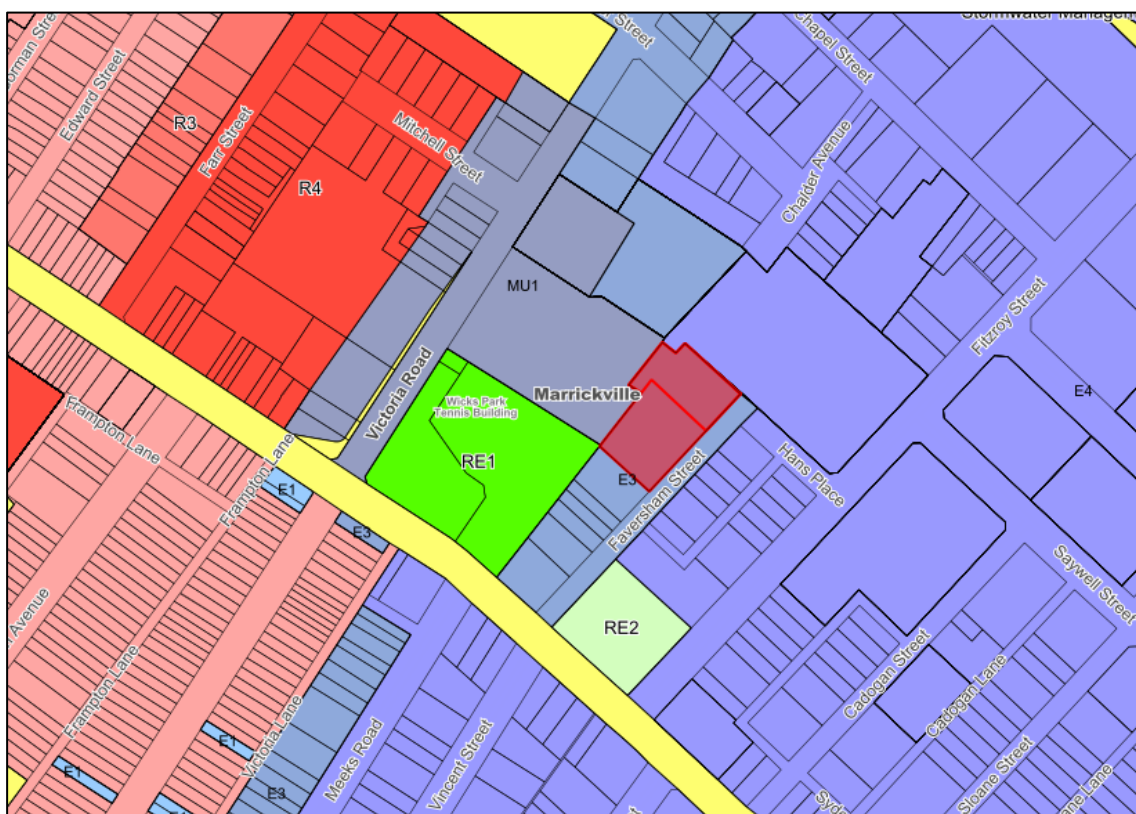 Stormwater Manage
Street
Chapel Street
Edward Street
R3
Farr Street
Mitchell Street
R4
Chalder Avenue
MU1
Fitzroy Street
Victoria Road
Marrickville
Wicks Park
Tennis Building
E4
Frampton Lane
Frampton Lane
RE1
E1
E3
E3
Hans Place
Faversham Street
Saywell Street
RE2
Avenue
Frampton Lane
Cadogan Street
Cadogan Lane
Victoria Lane
E1
E1
Meeks Road
Vincent Street
E3
Sloane Street
Lane